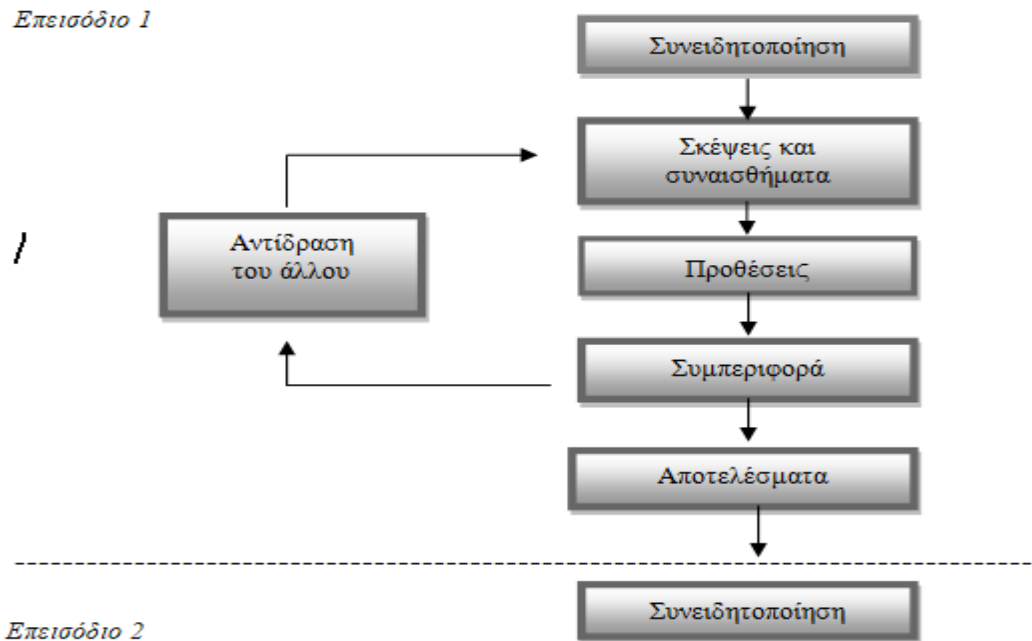 Επεισόδιο 1
Συνειδητοποίηση
Σκέψεις και
συναισθήματα
Αντίδραση
του άλλου
Προθέσεις
Συμπεριφορά
Αποτελέσματα
Συνειδητοποίηση
Επεισόδιο 2